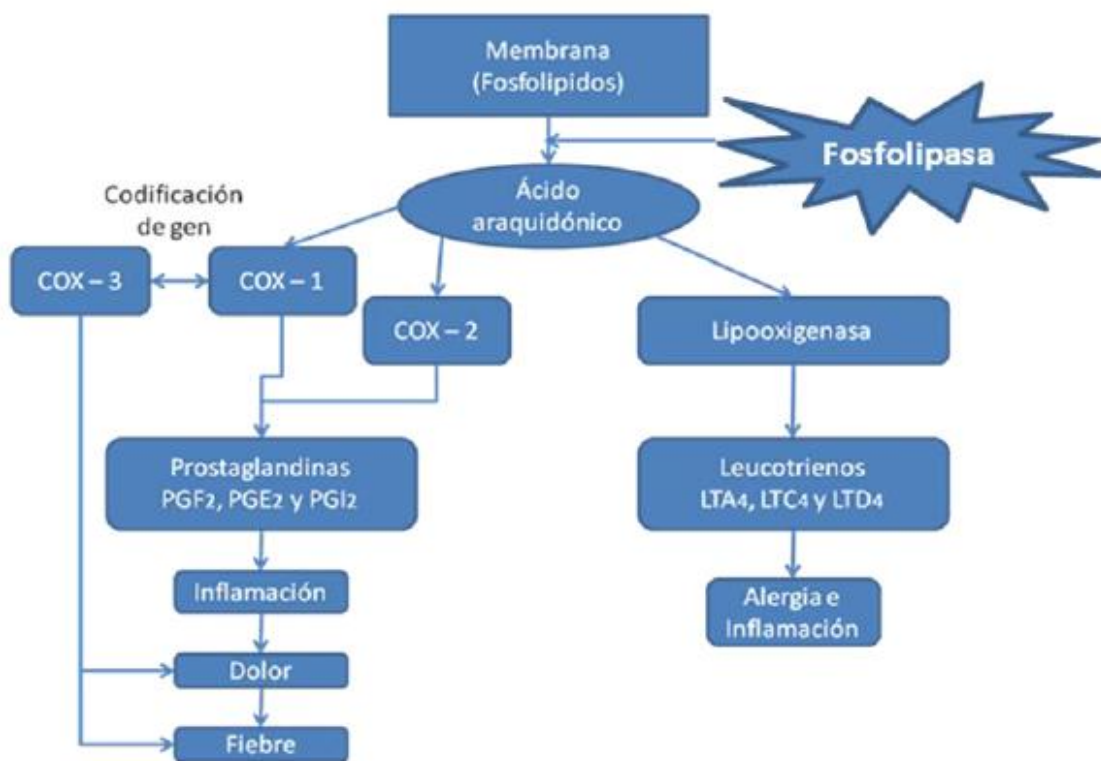 Membrana
(Fosfolipidos)
Fosfolipasa
Ácido
araquidónico
Codificación
de gen
COX – 3
COX – 1
COX – 2
Lipooxigenasa
Prostaglandinas
PGF2, PGE2 y PGI2
Leucotrienos
LTA4, LTC4 y LTD4
Inflamación
Alergia e
Inflamación
Dolor
Fiebre